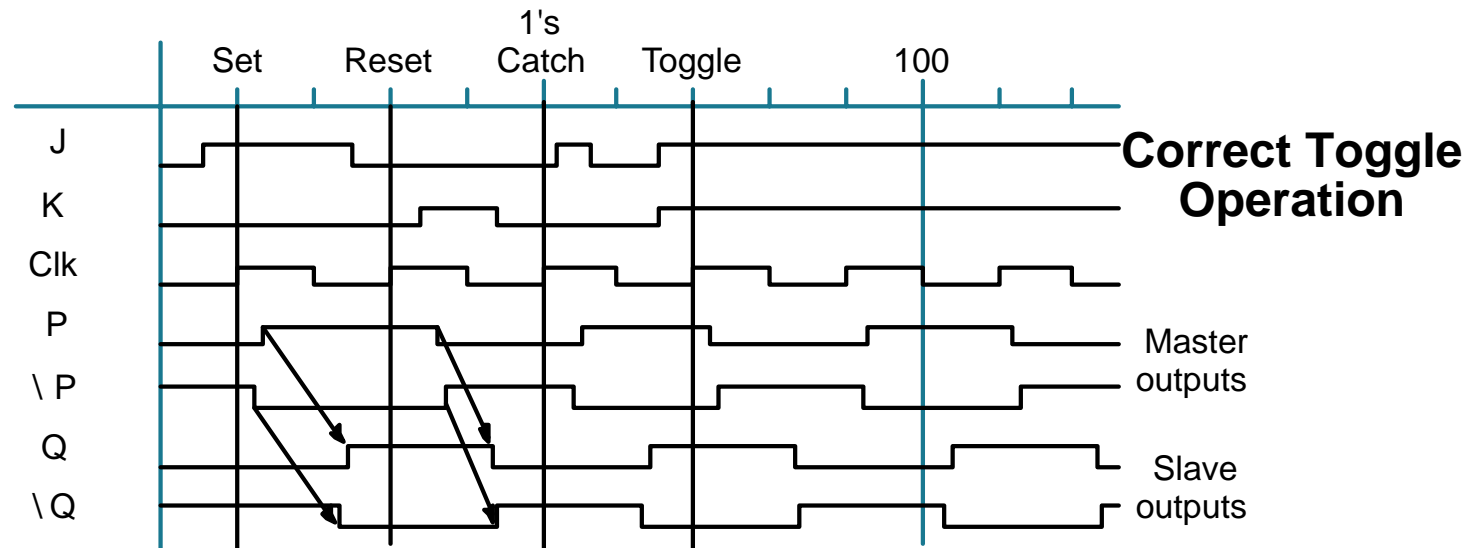 1's
Set Reset Catch Toggle 100
J
Correct Toggle
Operation
K
Clk
P
Master
outputs
\ P
Q
Slave
outputs
\ Q